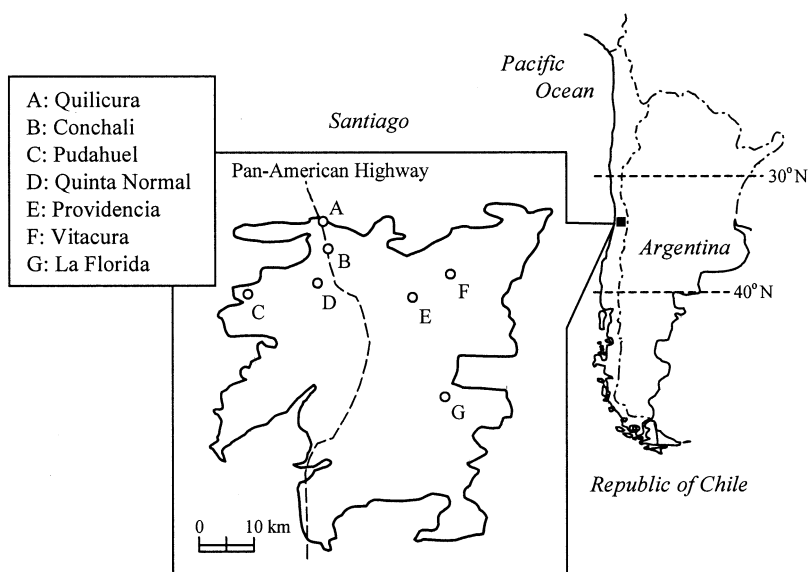 A: Quilicura
B: Conchali
C: Pudahuel
D: Quinta Normal
E: Providencia
F: Vitacura
G: La Florida
Santiago
Pan-American Highway
A
B
C
D
E
F
G
0 10 km
Pacific
Ocean
30°N
Argentina
40°N
Republic of Chile